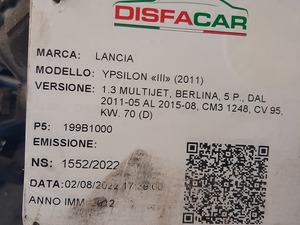 DISFACAR
MARCA: LANCIA
MODELLO: YPSILON «III» (2011)
VERSIONE: 1.3 MULTIJET, BERLINA, 5 P., DAL
2011-05 AL 2015-08, CM3 1248, CV 95,
KW. 70 (D)
P5: 199B1000
EMISSIONE:
NS: 1552/2022
DATA: 02/08/2022
ANNO IMM